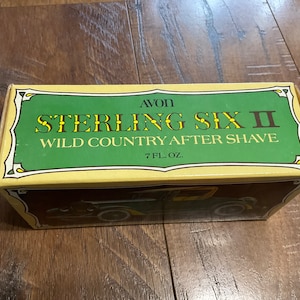 AVON
STERLING SIX II
WILD COUNTRY AFTER SHAVE
7 FL. OZ.